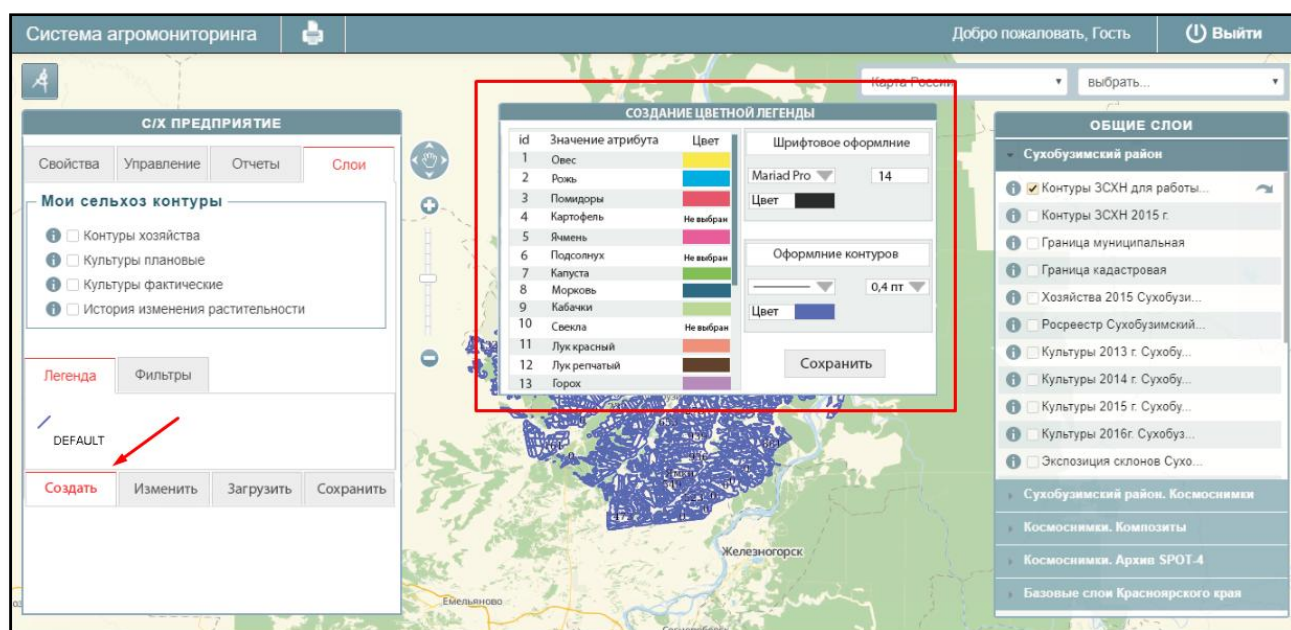 Система агромониторинга
Добро пожаловать, Гость
Выйти
Карта России
выбрать...
С/Х ПРЕДПРИЯТИЕ
Свойства Управление Отчеты Слои
Мои сельхоз контуры
Контуры хозяйства
Культуры плановые
Культуры фактические
История изменения растительности
Легенда Фильтры
DEFAULT
Создать Изменить Загрузить Сохранить
СОЗДАНИЕ ЦВЕТНОЙ ЛЕГЕНДЫ
id Значение атрибута Цвет
1 Овес
2 Рожь
3 Помидоры
4 Картофель Не выбран
5 Ячмень
6 Подсолнух Не выбран
7 Капуста
8 Морковь
9 Кабачки
10 Свекла Не выбран
11 Лук красный
12 Лук репчатый
13 Горох
Шрифтовое оформлние
Mariad Pro 14
Цвет
Оформлние контуров
0,4 пт
Цвет
Сохранить
ОБЩИЕ СЛОИ
Сухобузимский район
Контуры ЗСХН для работы...
Контуры ЗСХН 2015 г.
Граница муниципальная
Граница кадастровая
Хозяйства 2015 Сухобузи...
Росреестр Сухобузимский...
Культуры 2013 г. Сухобу...
Культуры 2014 г. Сухобу...
Культуры 2015 г. Сухобу...
Культуры 2016г. Сухобуз...
Экспозиция склонов Сухо...
Сухобузимский район. Космоснимки
Космоснимки. Композиты
Космоснимки. Архив SPOT-4
Базовые слои Красноярского края
Железногорск
Емельяново